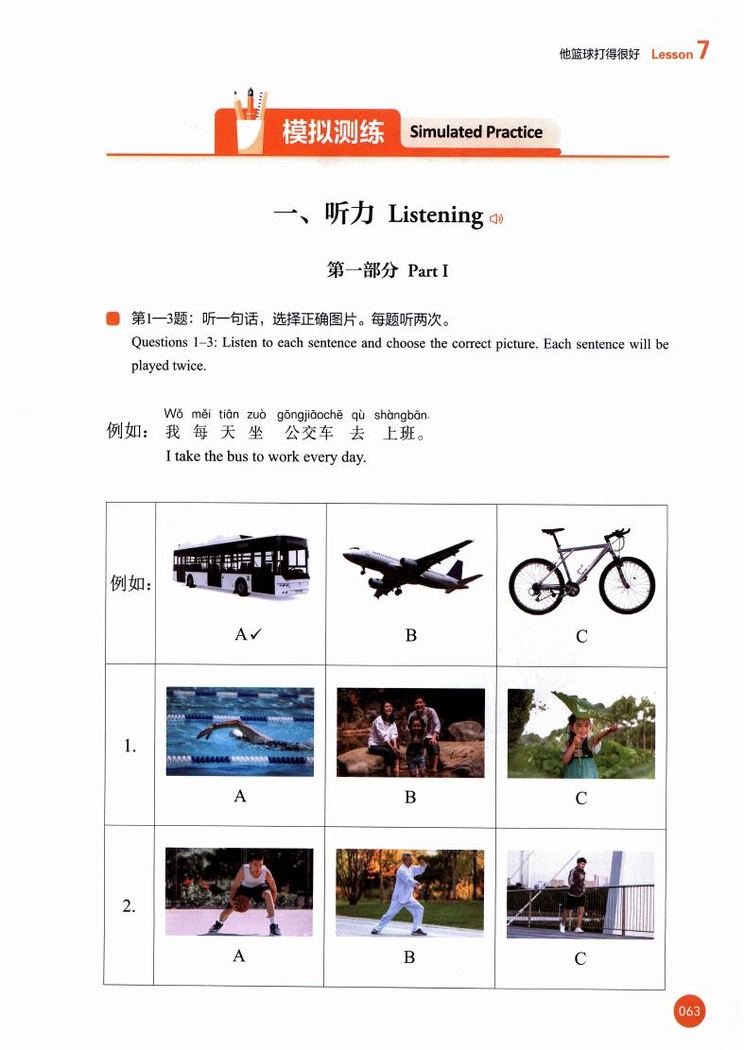 他篮球打得很好 Lesson 7
模拟测练 Simulated Practice
一、听力 Listening
第一部分 Part I
第1—3题：听一句话，选择正确图片。每题听两次。
Questions 1–3: Listen to each sentence and choose the correct picture. Each sentence will be
played twice.
Wǒ měi tiān zuò gōngjiāochē qù shàngbān.
例如： 我 每 天 坐 公交车 去 上班。
I take the bus to work every day.
例如：
A✓ B C
1.
A B C
2.
A B C
063